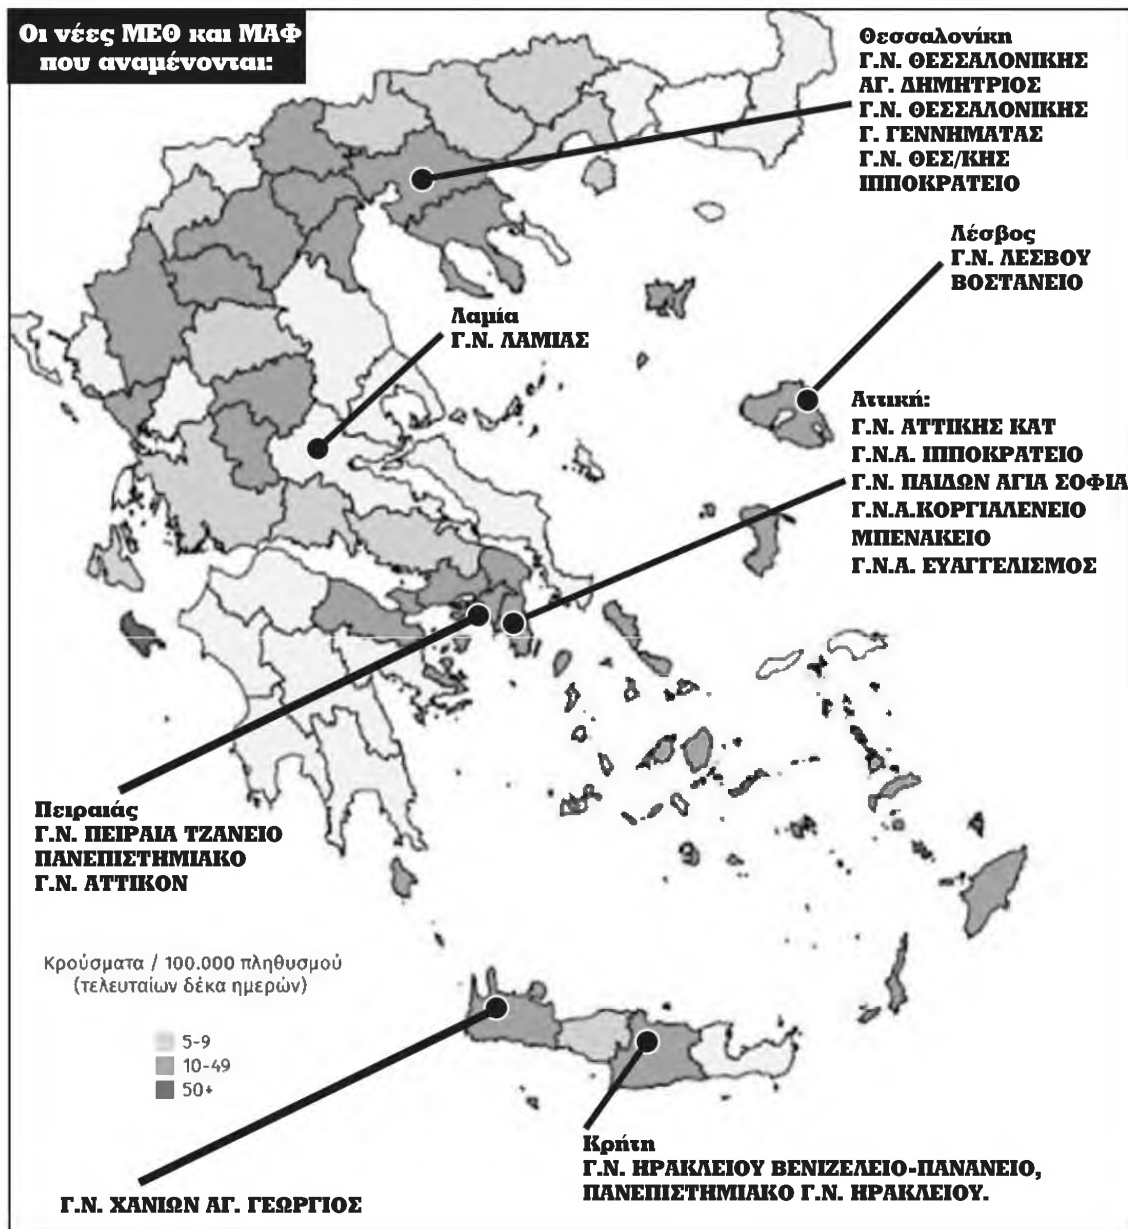 Οι νέες ΜΕΘ και ΜΑΦ
που αναμένονται:
Θεσσαλονίκη
Γ.Ν. ΘΕΣΣΑΛΟΝΙΚΗΣ
ΑΓ. ΔΗΜΗΤΡΙΟΣ
Γ.Ν. ΘΕΣΣΑΛΟΝΙΚΗΣ
Γ. ΓΕΝΝΗΜΑΤΑΣ
Γ.Ν. ΘΕΣ/ΚΗΣ
ΙΠΠΟΚΡΑΤΕΙΟ
Λέσβος
Γ.Ν. ΛΕΣΒΟΥ
ΒΟΣΤΑΝΕΙΟ
Λαμία
Γ.Ν. ΛΑΜΙΑΣ
Αττική:
Γ.Ν. ΑΤΤΙΚΗΣ ΚΑΤ
Γ.Ν.Α. ΙΠΠΟΚΡΑΤΕΙΟ
Γ.Ν. ΠΑΙΔΩΝ ΑΓΙΑ ΣΟΦΙΑ
Γ.Ν.Α.ΚΟΡΓΙΑΛΕΝΕΙΟ
ΜΠΕΝΑΚΕΙΟ
Γ.Ν.Α. ΕΥΑΓΓΕΛΙΣΜΟΣ
Πειραιάς
Γ.Ν. ΠΕΙΡΑΙΑ ΤΖΑΝΕΙΟ
ΠΑΝΕΠΙΣΤΗΜΙΑΚΟ
Γ.Ν. ΑΤΤΙΚΟΝ
Κρούσματα / 100.000 πληθυσμού
(τελευταίων δέκα ημερών)
5-9
10-49
50+
Κρήτη
Γ.Ν. ΗΡΑΚΛΕΙΟΥ ΒΕΝΙΖΕΛΕΙΟ-ΠΑΝΑΝΕΙΟ,
ΠΑΝΕΠΙΣΤΗΜΙΑΚΟ Γ.Ν. ΗΡΑΚΛΕΙΟΥ.
Γ.Ν. ΧΑΝΙΩΝ ΑΓ. ΓΕΩΡΓΙΟΣ